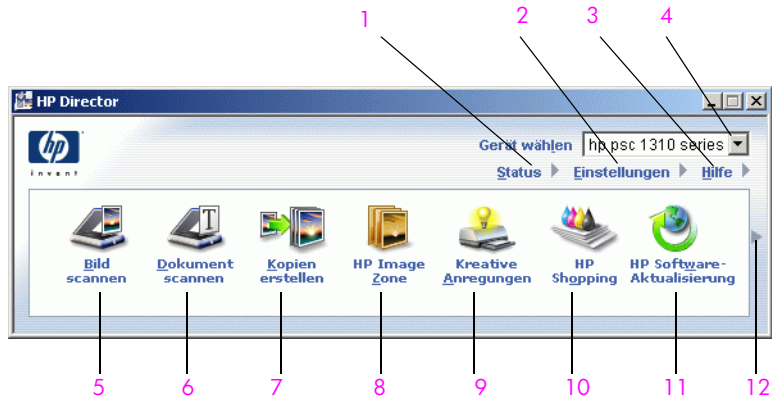 1 2 3 4
HP Director
hp
invent
Gerät wählen hp psc 1310 series
Status Einstellungen Hilfe
Bild scannen
Dokument scannen
Kopien erstellen
HP Image Zone
Kreative Anregungen
HP Shopping
HP Software-Aktualisierung
5 6 7 8 9 10 11 12